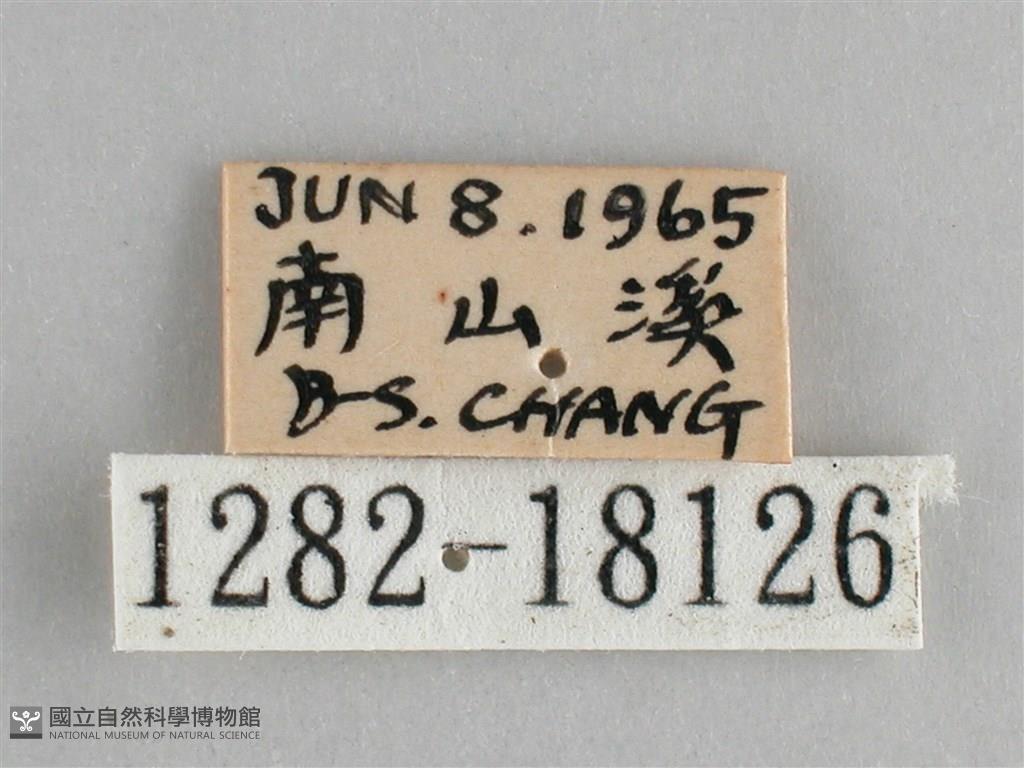 JUN 8. 1965
南 山 溪
B-S. CHANG
1282-18126
國立自然科學博物館
NATIONAL MUSEUM OF NATURAL SCIENCE